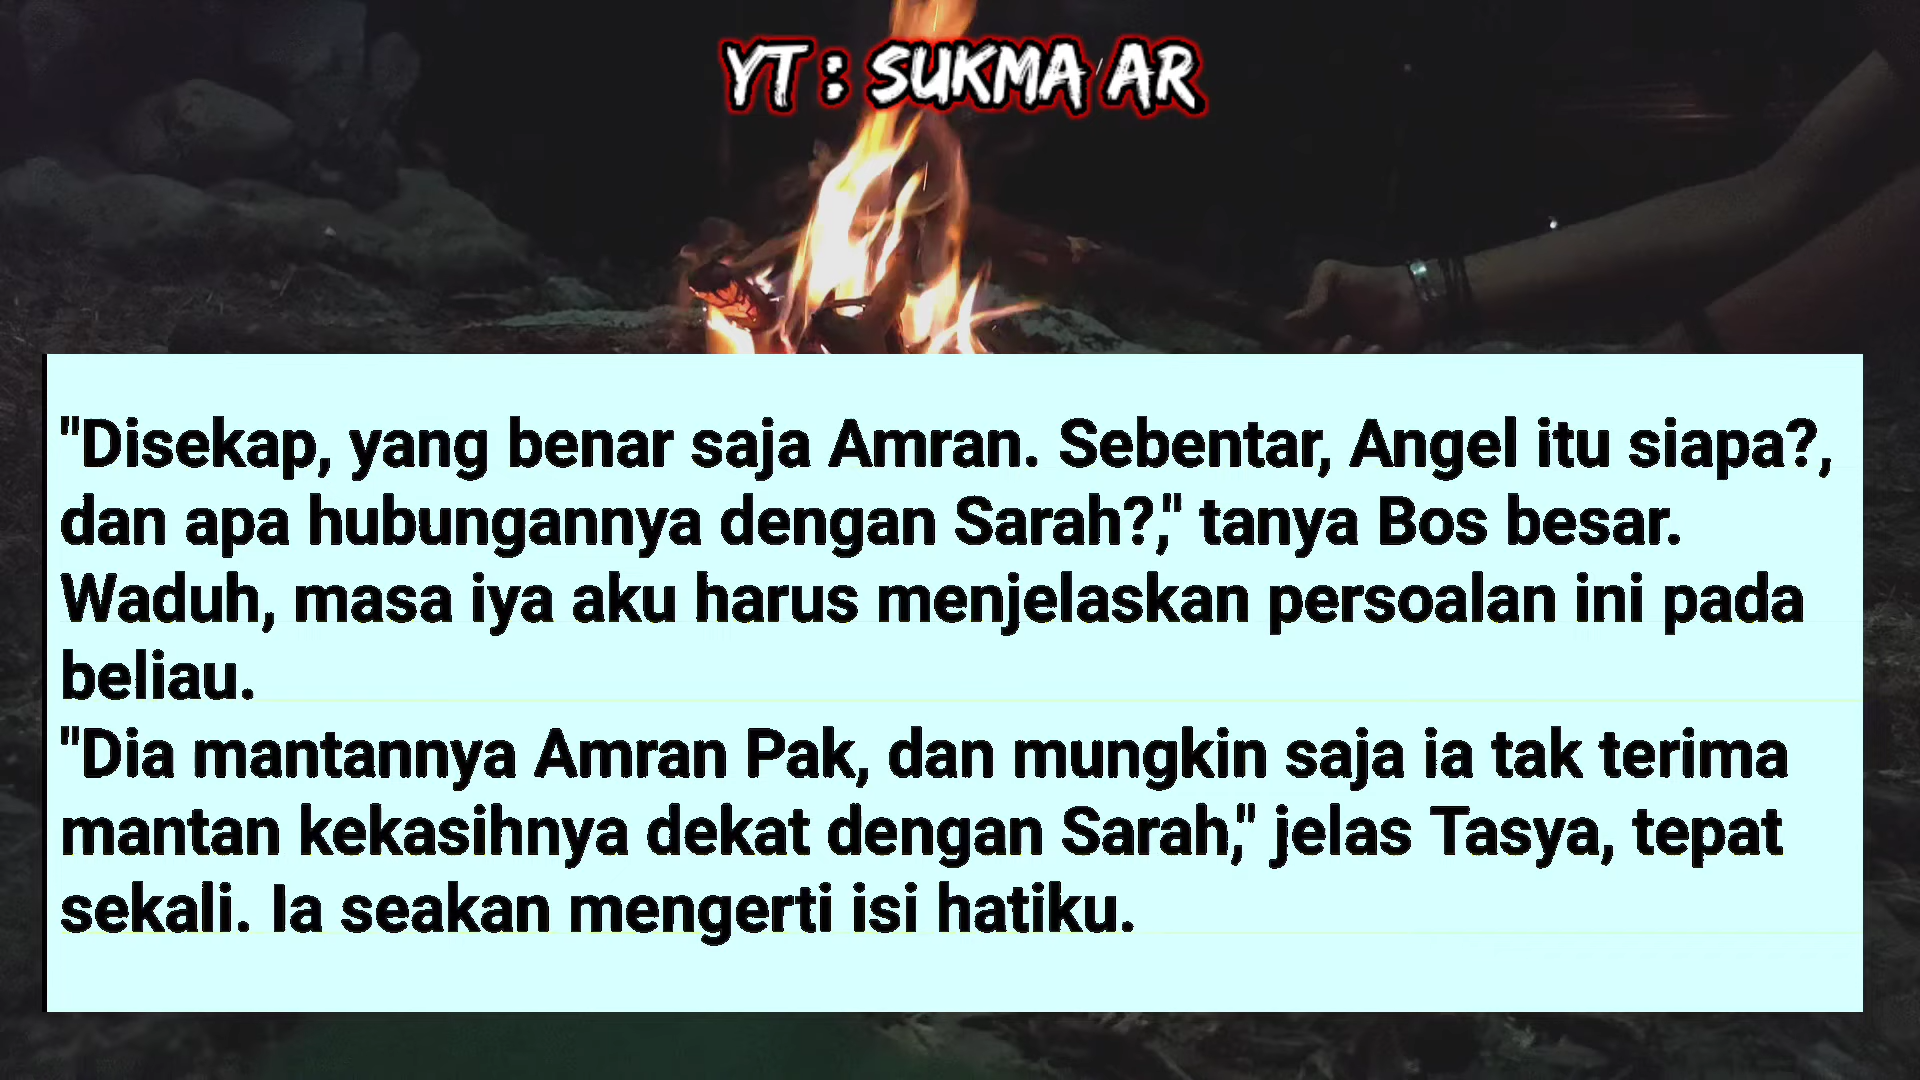 YT : SUKMA AR
"Disekap, yang benar saja Amran. Sebentar, Angel itu siapa?,
dan apa hubungannya dengan Sarah?," tanya Bos besar.
Waduh, masa iya aku harus menjelaskan persoalan ini pada
beliau.
"Dia mantannya Amran Pak, dan mungkin saja ia tak terima
mantan kekasihnya dekat dengan Sarah," jelas Tasya, tepat
sekali. Ia seakan mengerti isi hatiku.